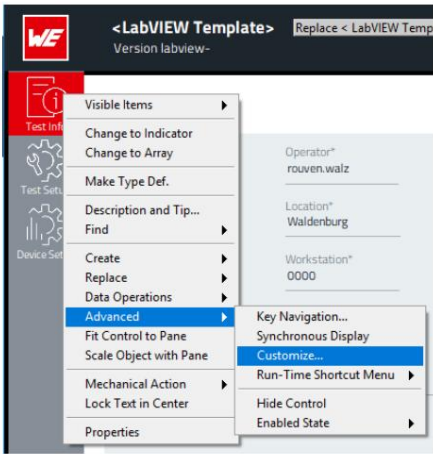 WE
<LabVIEW Template>
Replace < LabVIEW Temp
Version labview-
Test Info
Test Setu
Device Set
Visible Items
Change to Indicator
Change to Array
Make Type Def.
Description and Tip...
Find
Create
Replace
Data Operations
Advanced
Fit Control to Pane
Scale Object with Pane
Mechanical Action
Lock Text in Center
Properties
Operator*
rouven.walz
Location*
Waldenburg
Workstation*
0000
Key Navigation...
Synchronous Display
Customize...
Run-Time Shortcut Menu
Hide Control
Enabled State